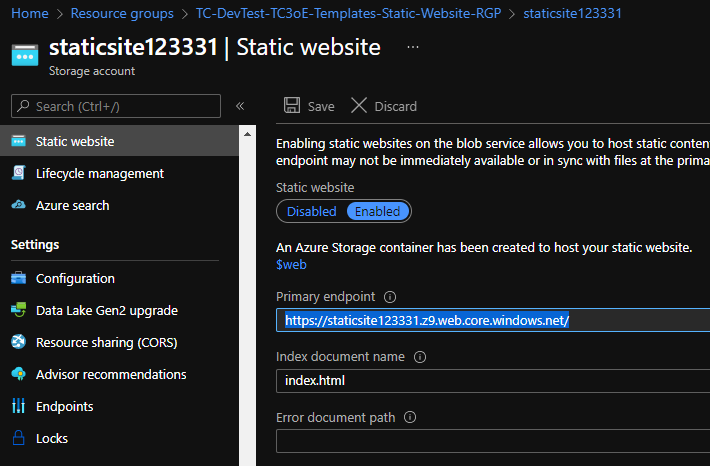 Home > Resource groups > TC-DevTest-TC3oE-Templates-Static-Website-RGP > staticsite123331
staticsite123331 | Static website ...
Storage account
Search (Ctrl+/)
«
Save
Discard
Static website
Lifecycle management
Azure search
Settings
Configuration
Data Lake Gen2 upgrade
Resource sharing (CORS)
Advisor recommendations
Endpoints
Locks
Enabling static websites on the blob service allows you to host static conten
endpoint may not be immediately available or in sync with files at the prima
Static website
Disabled Enabled
An Azure Storage container has been created to host your static website.
$web
Primary endpoint
https://staticsite123331.z9.web.core.windows.net/
Index document name
index.html
Error document path